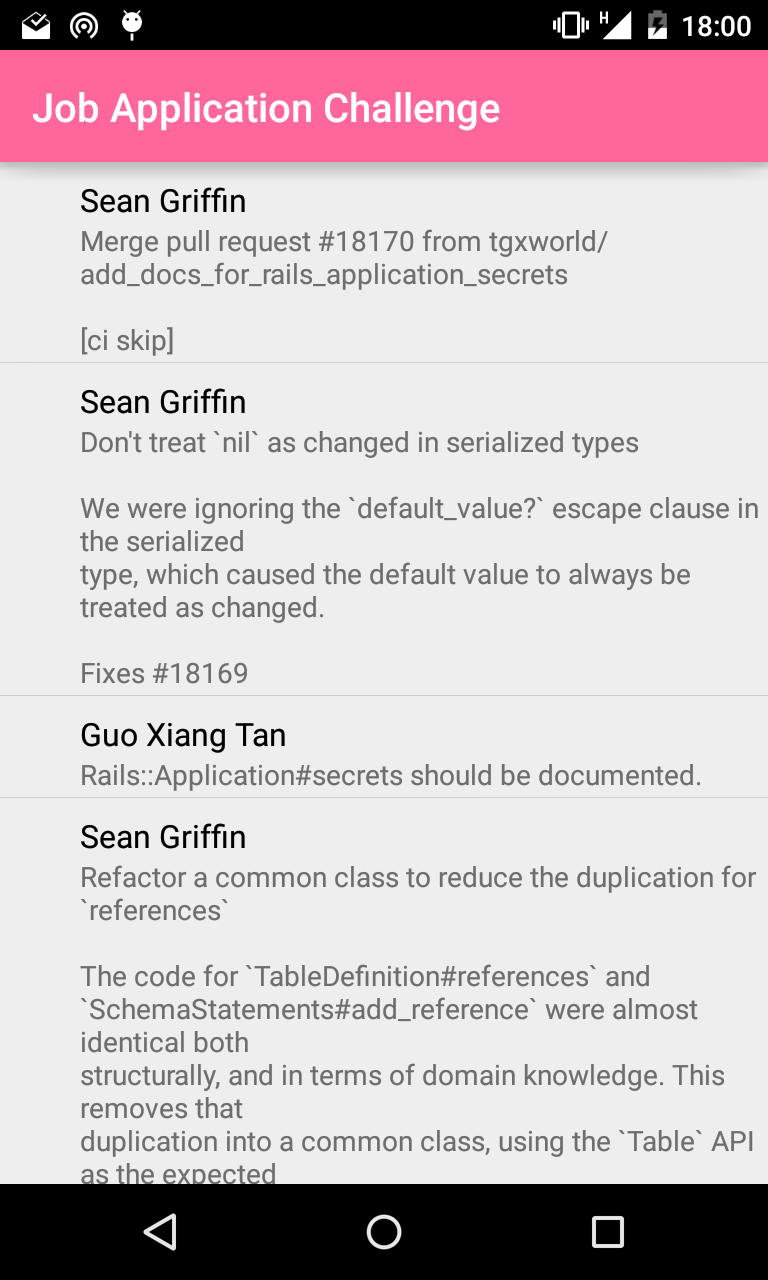 H 18:00
Job Application Challenge
Sean Griffin
Merge pull request #18170 from tgxworld/
add_docs_for_rails_application_secrets
[ci skip]
Sean Griffin
Don't treat `nil` as changed in serialized types
We were ignoring the `default_value?` escape clause in
the serialized
type, which caused the default value to always be
treated as changed.
Fixes #18169
Guo Xiang Tan
Rails::Application#secrets should be documented.
Sean Griffin
Refactor a common class to reduce the duplication for
`references`
The code for `TableDefinition#references` and
`SchemaStatements#add_reference` were almost
identical both
structurally, and in terms of domain knowledge. This
removes that
duplication into a common class, using the `Table` API
as the expected